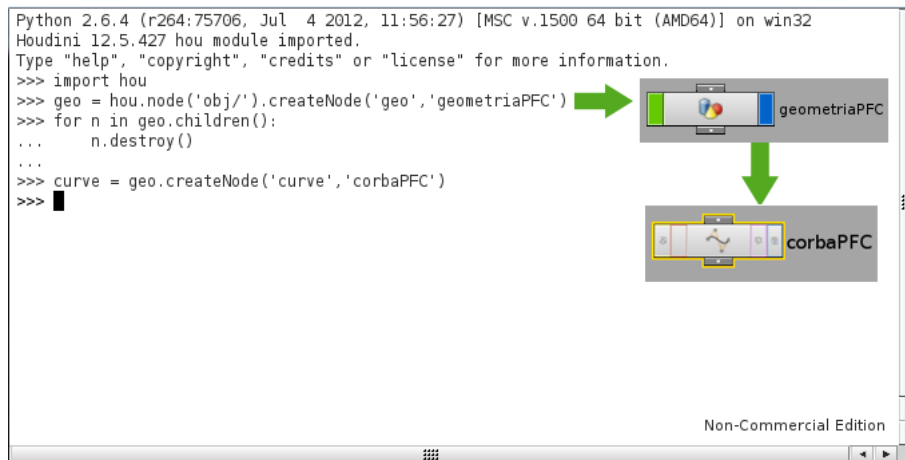 Python 2.6.4 (r264:75706, Jul  4 2012, 11:56:27) [MSC v.1500 64 bit (AMD64)] on win32
Houdini 12.5.427 hou module imported.
Type "help", "copyright", "credits" or "license" for more information.
>>> import hou
>>> geo = hou.node('obj/').createNode('geo','geometriaPFC')
geometriaPFC
>>> for n in geo.children():
...     n.destroy()
...
>>> curve = geo.createNode('curve','corbaPFC')
>>>
corbaPFC
Non-Commercial Edition